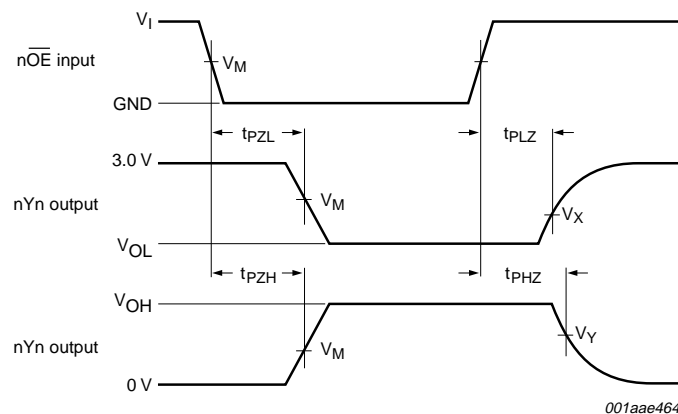 V_I
nO̅E̅ input
V_M
GND
t_PZL
t_PLZ
3.0 V
nYn output
V_M
V_X
V_OL
t_PZH
t_PHZ
V_OH
nYn output
V_M
V_Y
0 V
001aae464